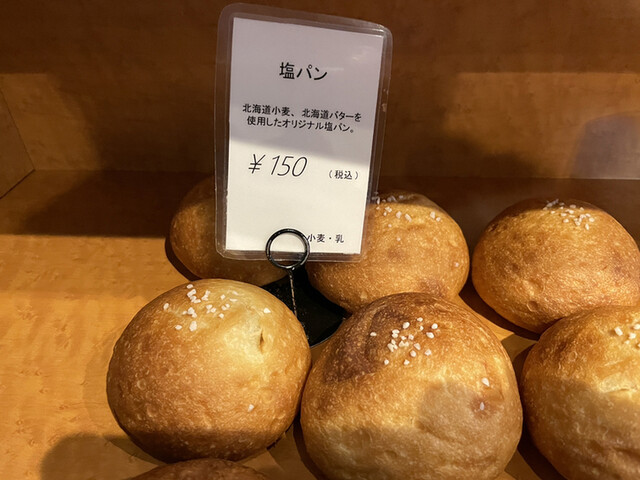 塩パン
北海道小麦、北海道バターを
使用したオリジナル塩パン。
¥150 （税込）
小麦・乳